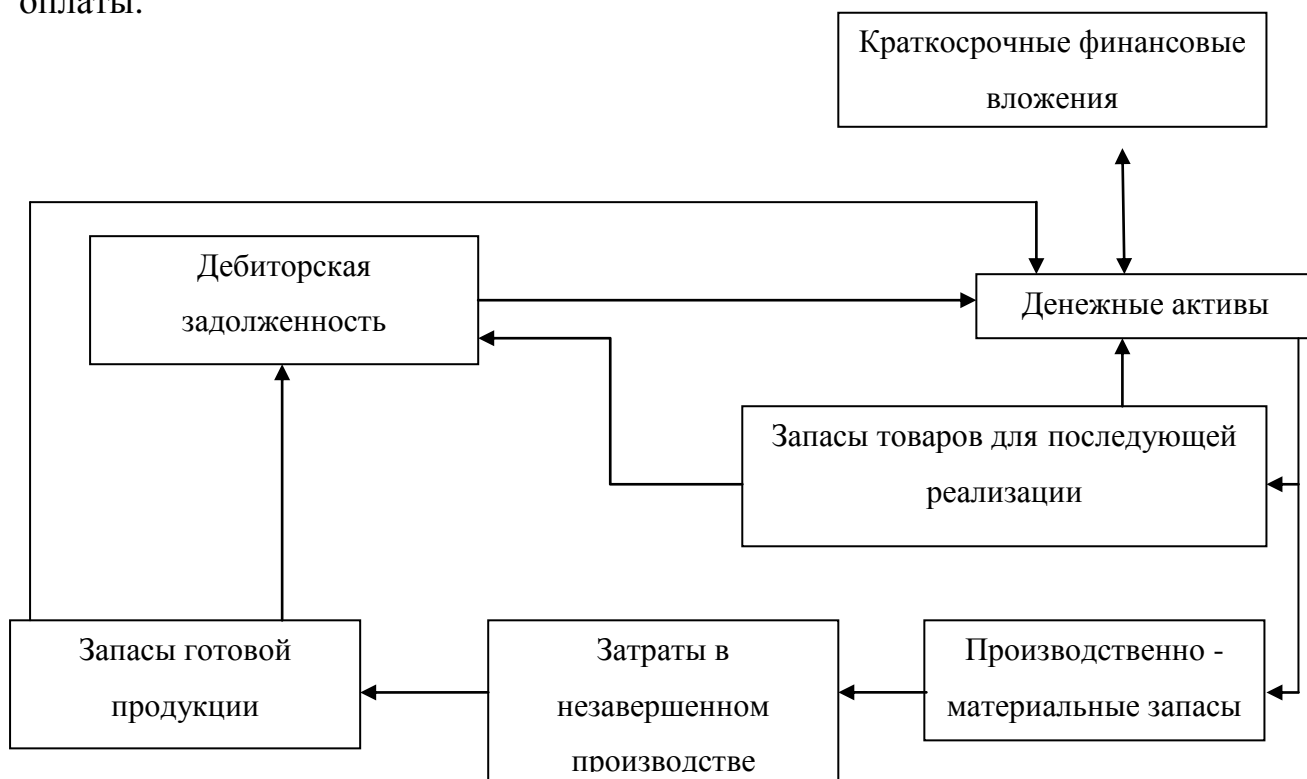 оплаты.
Краткосрочные финансовые
вложения
Дебиторская
задолженность
Денежные активы
Запасы товаров для последующей
реализации
Запасы готовой
продукции
Затраты в
незавершенном
производстве
Производственно -
материальные запасы